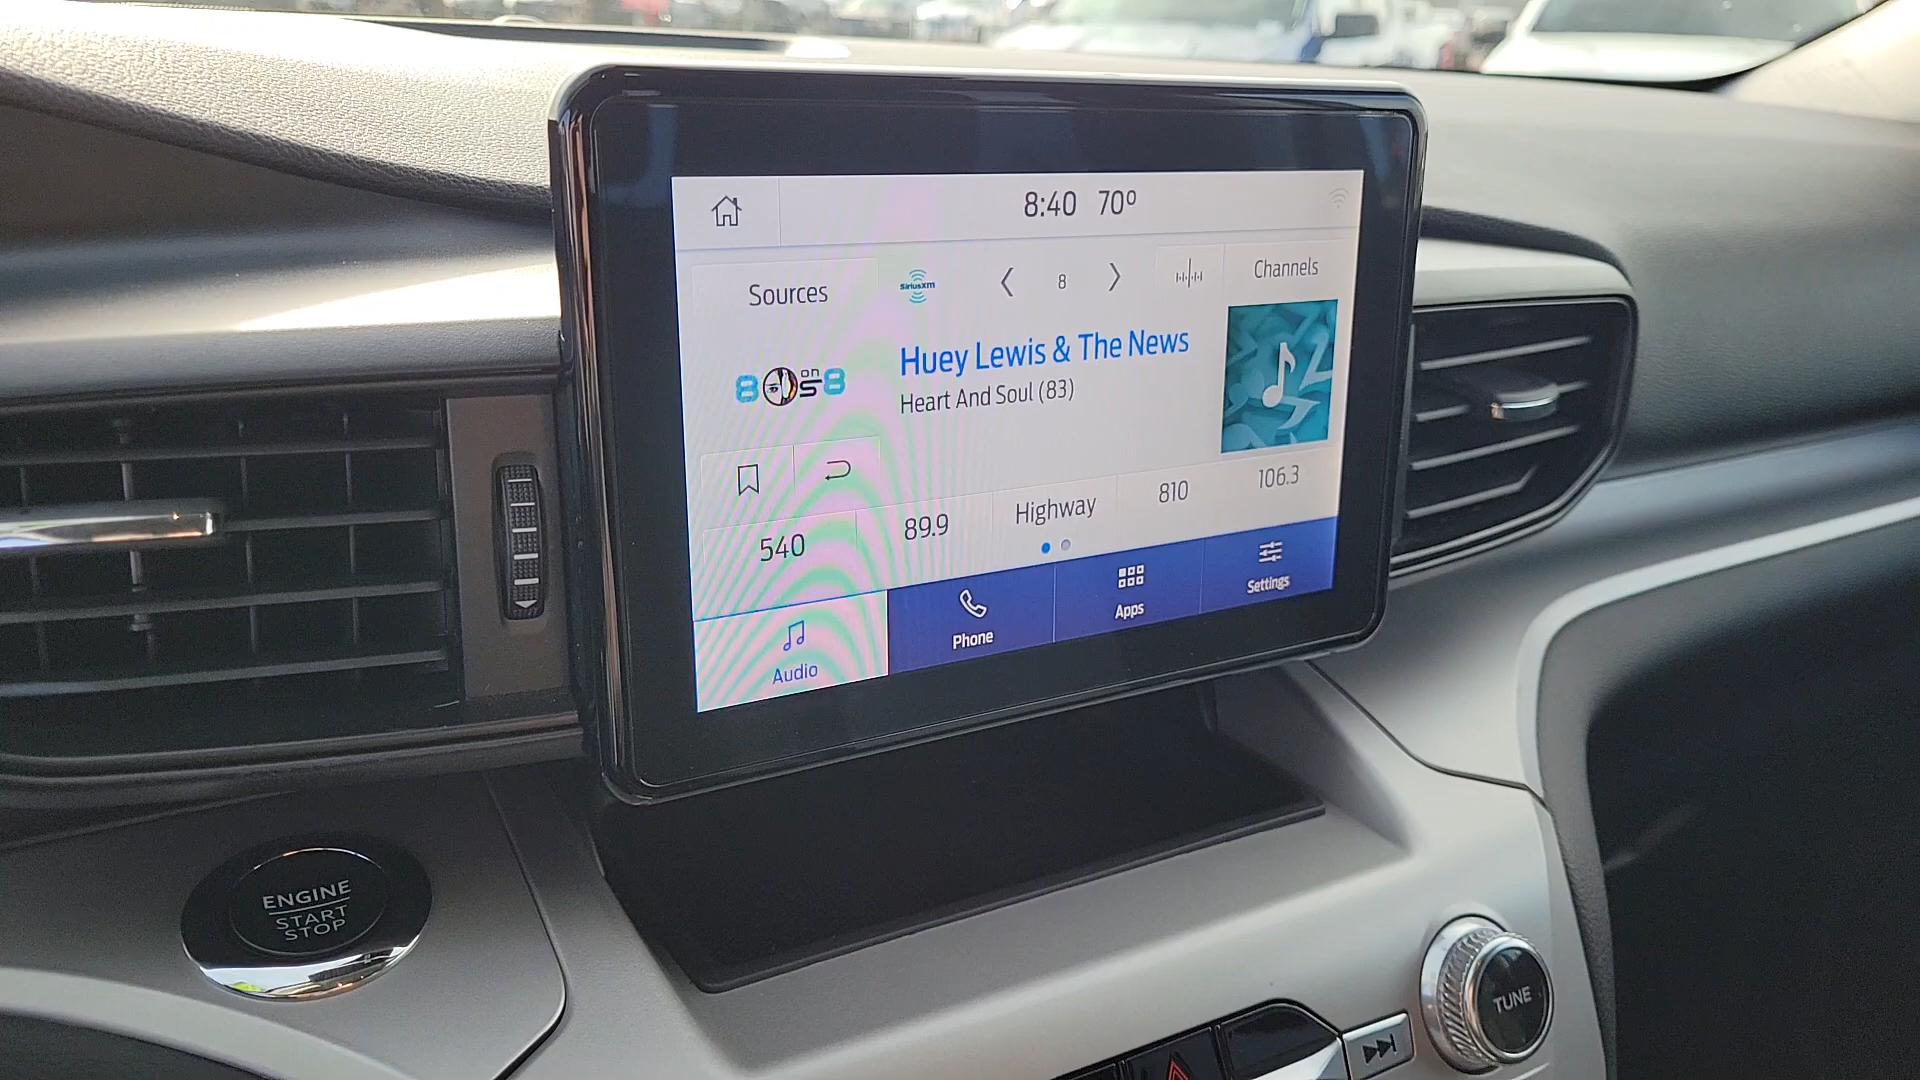 8:40 70º
Sources
SiriusXM
8
Channels
80s on 8
Huey Lewis & The News
Heart And Soul (83)
540
89.9
Highway
810
106.3
Audio
Phone
Apps
Settings
ENGINE
START
STOP
TUNE